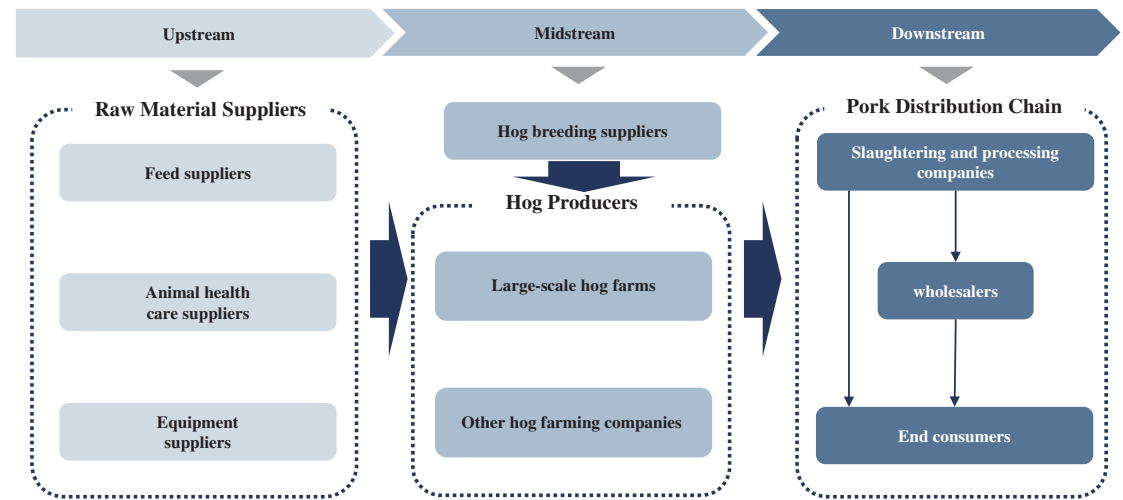 Upstream
Midstream
Downstream
Raw Material Suppliers
Feed suppliers
Animal health
care suppliers
Equipment
suppliers
Hog breeding suppliers
Hog Producers
Large-scale hog farms
Other hog farming companies
Pork Distribution Chain
Slaughtering and processing
companies
wholesalers
End consumers